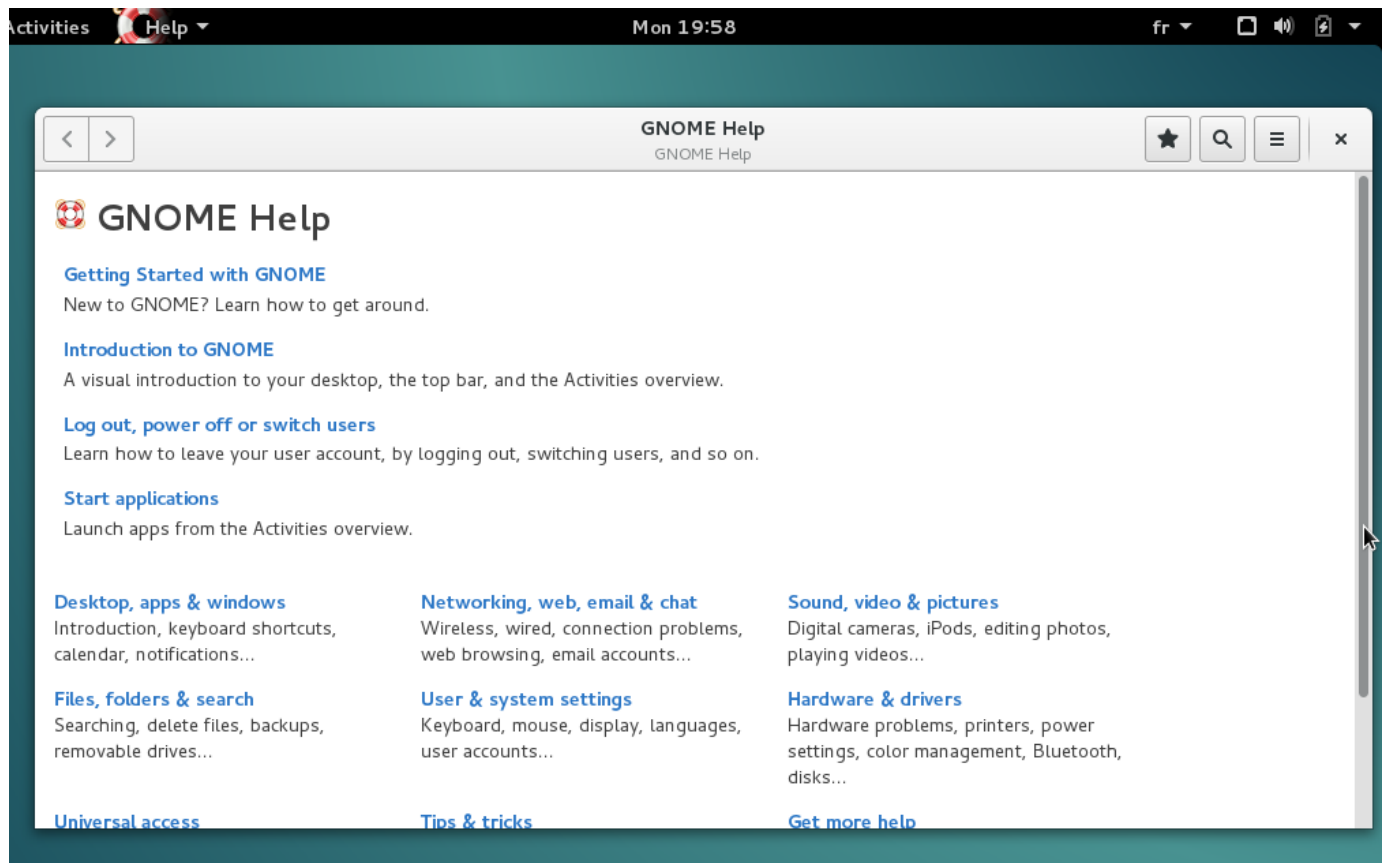 Activities Help Mon 19:58 fr
GNOME Help
GNOME Help
GNOME Help
Getting Started with GNOME
New to GNOME? Learn how to get around.
Introduction to GNOME
A visual introduction to your desktop, the top bar, and the Activities overview.
Log out, power off or switch users
Learn how to leave your user account, by logging out, switching users, and so on.
Start applications
Launch apps from the Activities overview.
Desktop, apps & windows
Introduction, keyboard shortcuts,
calendar, notifications...
Networking, web, email & chat
Wireless, wired, connection problems,
web browsing, email accounts...
Sound, video & pictures
Digital cameras, iPods, editing photos,
playing videos...
Files, folders & search
Searching, delete files, backups,
removable drives...
User & system settings
Keyboard, mouse, display, languages,
user accounts...
Hardware & drivers
Hardware problems, printers, power
settings, color management, Bluetooth,
disks...
Universal access
Tips & tricks
Get more help